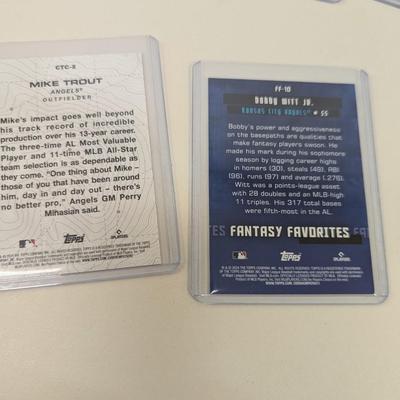 CTC-2
MIKE TROUT
ANGELS®
OUTFIELDER
Mike's impact goes well beyond
his track record of incredible
production over his 13-year career.
The three-time AL Most Valuable
Player and 11-time MLB All-Star
team selection is as dependable as
they come, "One thing about Mike –
those of you that have been around
him, day in and day out – there's
no better pro," Angels GM Perry
Mihasian said.
Topps
FF-10
Bobby Witt Jr.
Kansas City Royals® SS
Bobby's power and aggressiveness
on the basepaths are qualities that
make fantasy players swoon. He
made his mark during his sophomore
season by logging career highs
in homers (30), steals (49), RBI
(96), runs (97) and average (.276).
Witt was a points-league asset
with 28 doubles and an MLB-high
11 triples. His 317 total bases
were fifth-most in the AL.
FANTASY FAVORITES
Topps